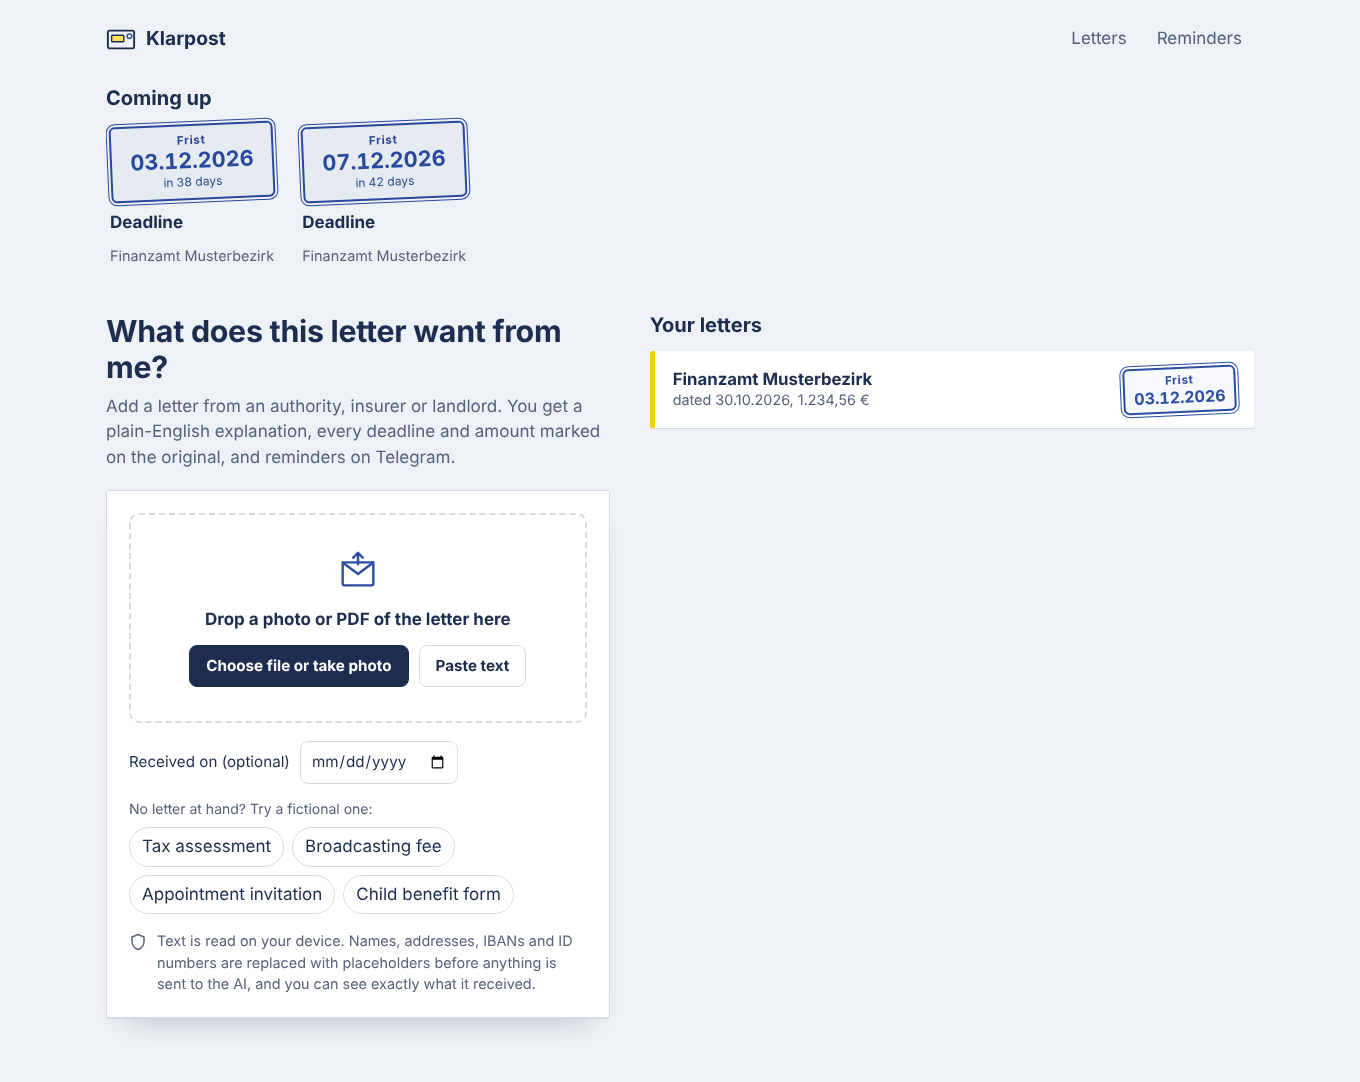 Klarpost
Letters
Reminders
Coming up
Frist
03.12.2026
in 38 days
Deadline
Finanzamt Musterbezirk
Frist
07.12.2026
in 42 days
Deadline
Finanzamt Musterbezirk
What does this letter want from
me?
Add a letter from an authority, insurer or landlord. You get a
plain-English explanation, every deadline and amount marked
on the original, and reminders on Telegram.
Drop a photo or PDF of the letter here
Choose file or take photo
Paste text
Received on (optional)
mm/dd/yyyy
No letter at hand? Try a fictional one:
Tax assessment
Broadcasting fee
Appointment invitation
Child benefit form
Text is read on your device. Names, addresses, IBANs and ID
numbers are replaced with placeholders before anything is
sent to the AI, and you can see exactly what it received.
Your letters
Finanzamt Musterbezirk
dated 30.10.2026, 1.234,56 €
Frist
03.12.2026